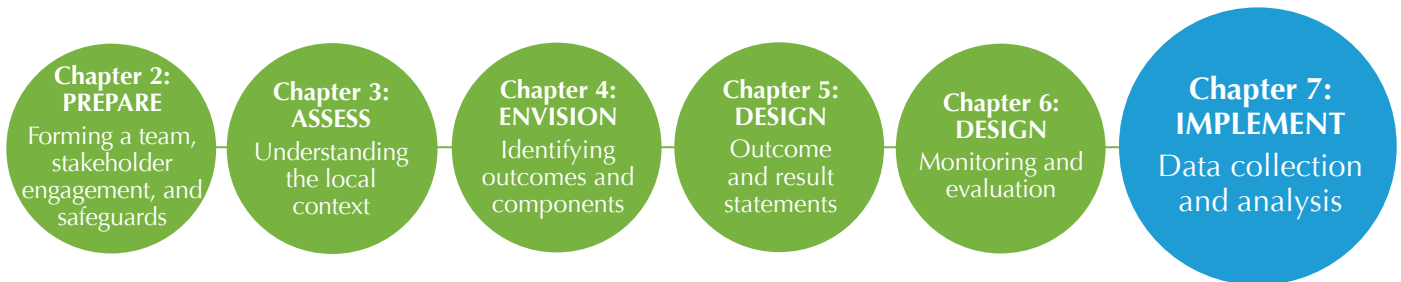 Chapter 2:
PREPARE
Forming a team,
stakeholder
engagement, and
safeguards
Chapter 3:
ASSESS
Understanding
the local
context
Chapter 4:
ENVISION
Identifying
outcomes and
components
Chapter 5:
DESIGN
Outcome
and result
statements
Chapter 6:
DESIGN
Monitoring and
evaluation
Chapter 7:
IMPLEMENT
Data collection
and analysis